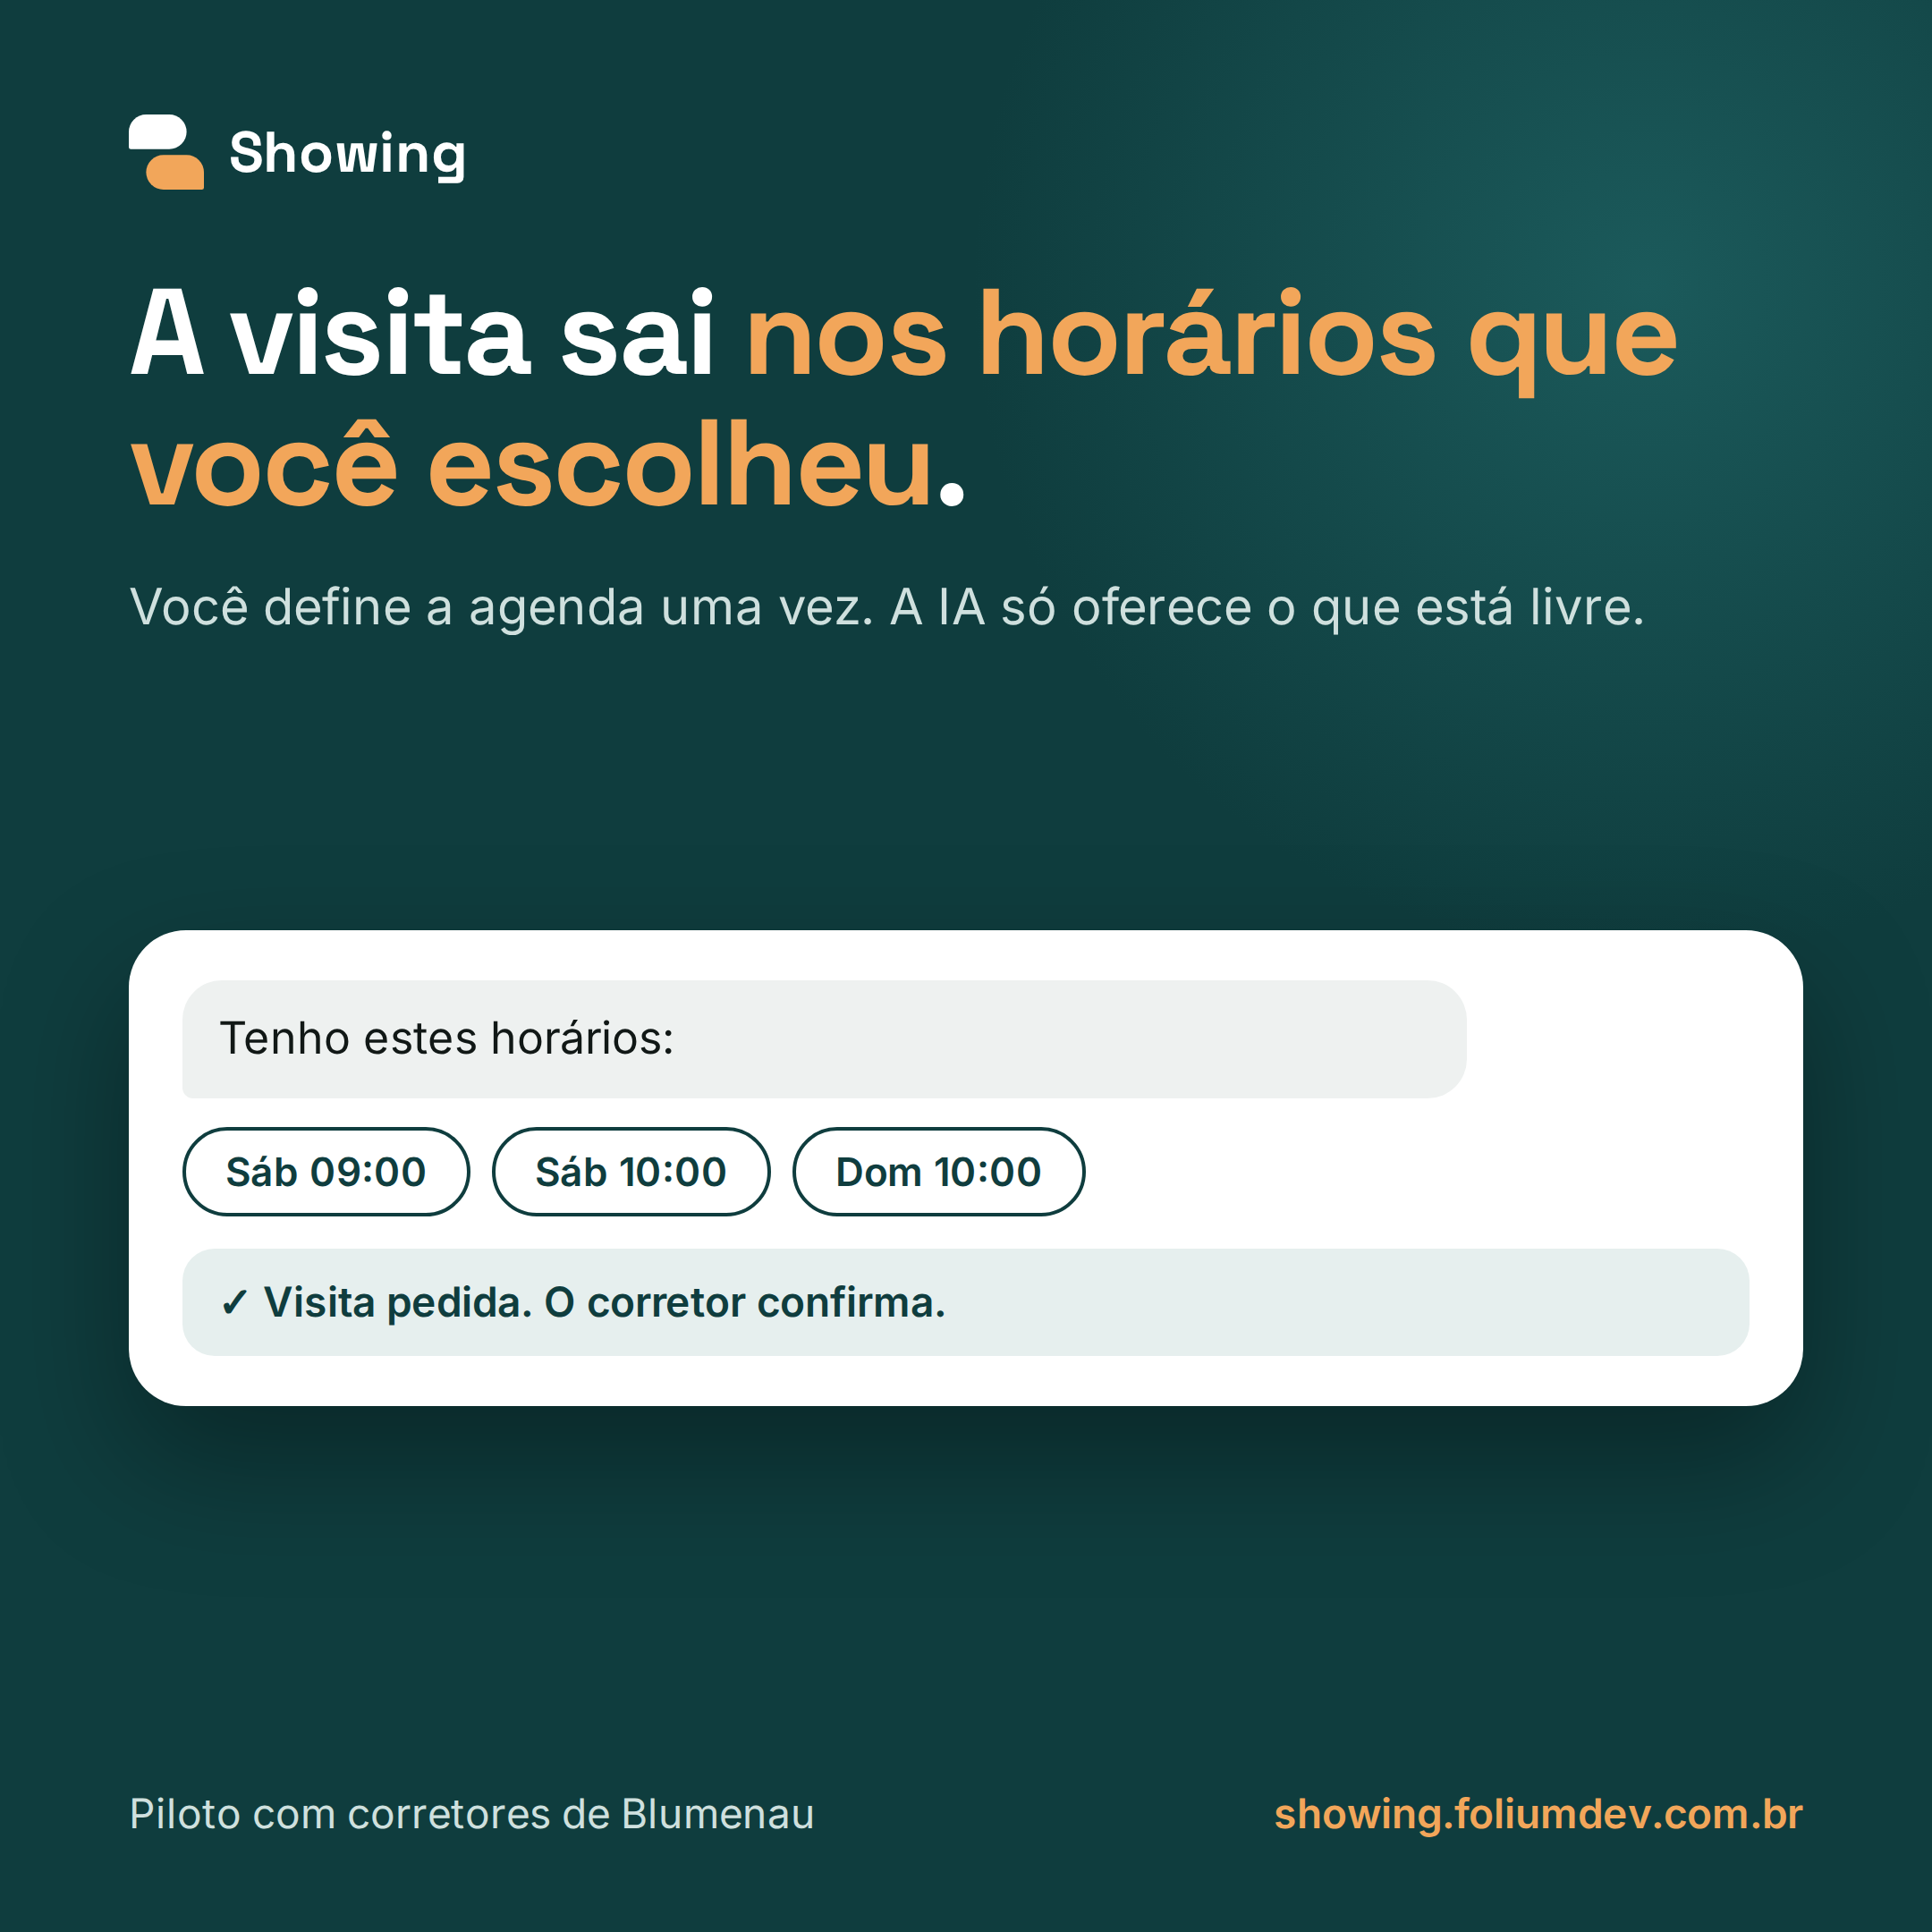 Showing
A visita sai nos horários que
você escolheu.
Você define a agenda uma vez. A IA só oferece o que está livre.
Tenho estes horários:
Sáb 09:00 Sáb 10:00 Dom 10:00
✓ Visita pedida. O corretor confirma.
Piloto com corretores de Blumenau showing.foliumdev.com.br